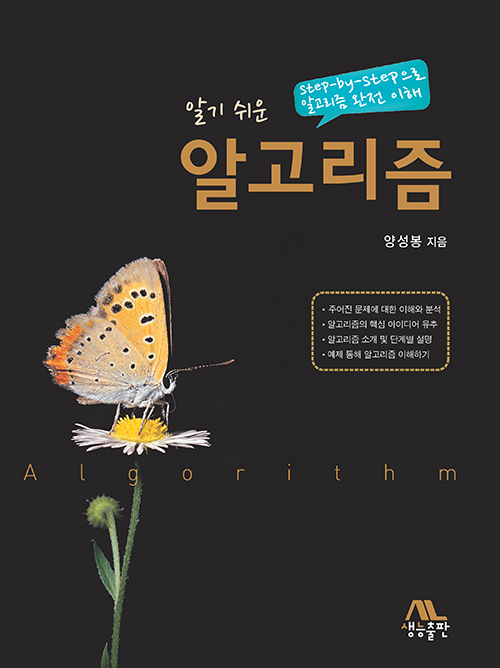 step-by-step으로
알고리즘 완전 이해
알기 쉬운
알고리즘
양성봉 지음
• 주어진 문제에 대한 이해와 분석
• 알고리즘의 핵심 아이디어 유추
• 알고리즘 소개 및 단계별 설명
• 예제 통해 알고리즘 이해하기
Algorithm
생능출판